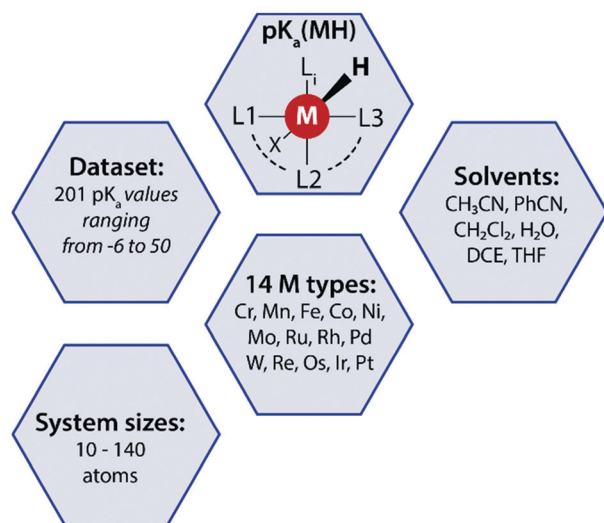 pKₐ(MH)
Lᵢ
H
L1
M
L3
X
L2
Dataset:
201 pKₐ values
ranging
from -6 to 50
Solvents:
CH₃CN, PhCN,
CH₂Cl₂, H₂O,
DCE, THF
14 M types:
Cr, Mn, Fe, Co, Ni,
Mo, Ru, Rh, Pd
W, Re, Os, Ir, Pt
System sizes:
10 - 140
atoms